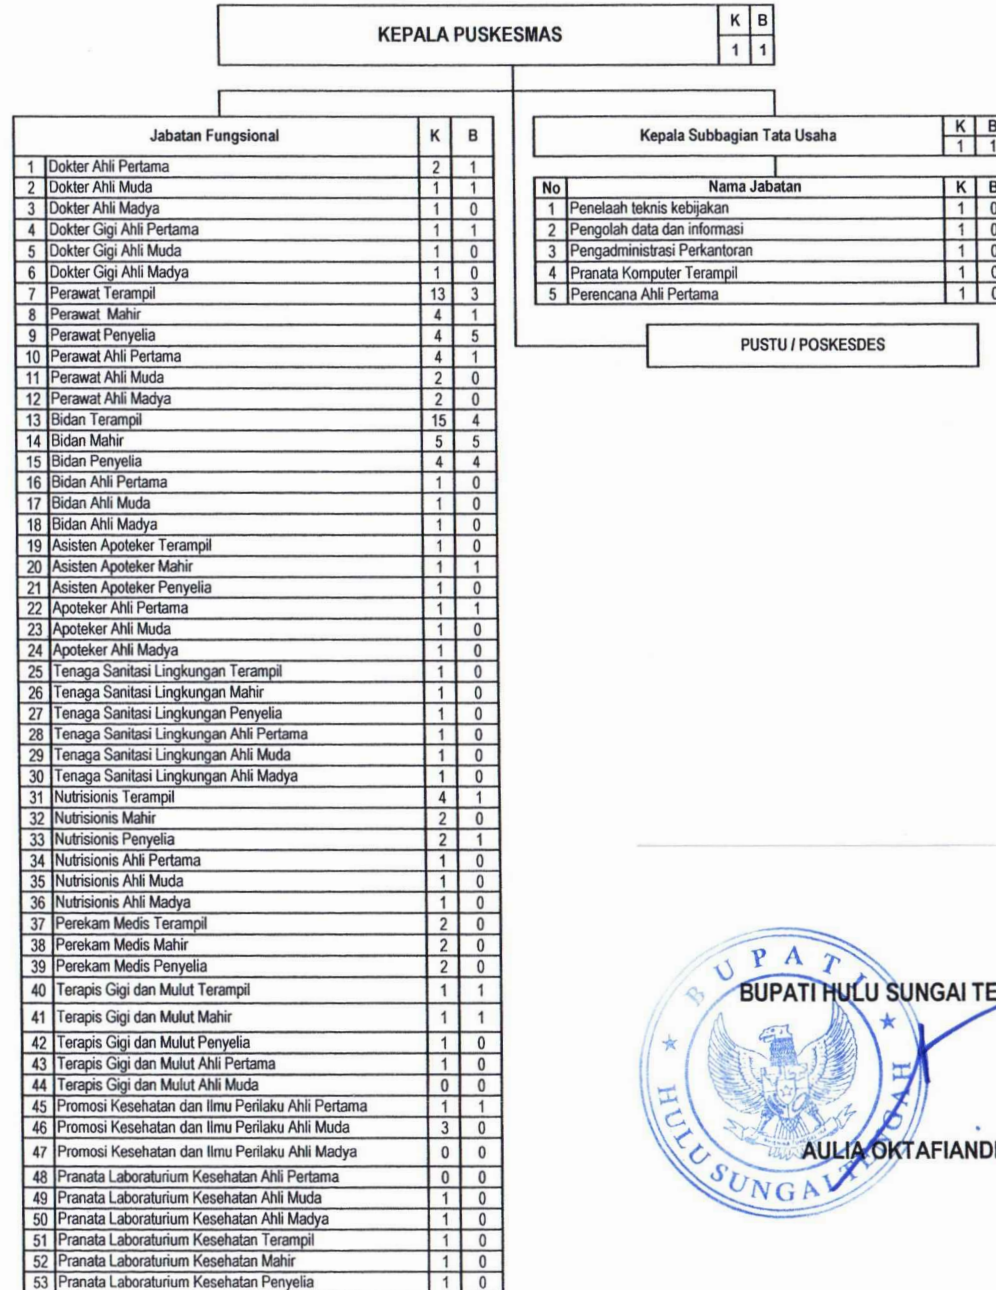 KEPALA PUSKESMAS K B
1 1
Jabatan Fungsional K B
1 Dokter Ahli Pertama 2 1
2 Dokter Ahli Muda 1 1
3 Dokter Ahli Madya 1 0
4 Dokter Gigi Ahli Pertama 1 1
5 Dokter Gigi Ahli Muda 1 0
6 Dokter Gigi Ahli Madya 1 0
7 Perawat Terampil 13 3
8 Perawat Mahir 4 1
9 Perawat Penyelia 4 5
10 Perawat Ahli Pertama 4 1
11 Perawat Ahli Muda 2 0
12 Perawat Ahli Madya 2 0
13 Bidan Terampil 15 4
14 Bidan Mahir 5 5
15 Bidan Penyelia 4 4
16 Bidan Ahli Pertama 1 0
17 Bidan Ahli Muda 1 0
18 Bidan Ahli Madya 1 0
19 Asisten Apoteker Terampil 1 0
20 Asisten Apoteker Mahir 1 1
21 Asisten Apoteker Penyelia 1 0
22 Apoteker Ahli Pertama 1 1
23 Apoteker Ahli Muda 1 0
24 Apoteker Ahli Madya 1 0
25 Tenaga Sanitasi Lingkungan Terampil 1 0
26 Tenaga Sanitasi Lingkungan Mahir 1 0
27 Tenaga Sanitasi Lingkungan Penyelia 1 0
28 Tenaga Sanitasi Lingkungan Ahli Pertama 1 0
29 Tenaga Sanitasi Lingkungan Ahli Muda 1 0
30 Tenaga Sanitasi Lingkungan Ahli Madya 1 0
31 Nutrisionis Terampil 4 1
32 Nutrisionis Mahir 2 0
33 Nutrisionis Penyelia 2 1
34 Nutrisionis Ahli Pertama 1 0
35 Nutrisionis Ahli Muda 1 0
36 Nutrisionis Ahli Madya 1 0
37 Perekam Medis Terampil 2 0
38 Perekam Medis Mahir 2 0
39 Perekam Medis Penyelia 2 0
40 Terapis Gigi dan Mulut Terampil 1 1
41 Terapis Gigi dan Mulut Mahir 1 1
42 Terapis Gigi dan Mulut Penyelia 1 0
43 Terapis Gigi dan Mulut Ahli Pertama 1 0
44 Terapis Gigi dan Mulut Ahli Muda 0 0
45 Promosi Kesehatan dan Ilmu Perilaku Ahli Pertama 1 1
46 Promosi Kesehatan dan Ilmu Perilaku Ahli Muda 3 0
47 Promosi Kesehatan dan Ilmu Perilaku Ahli Madya 0 0
48 Pranata Laboraturium Kesehatan Ahli Pertama 0 0
49 Pranata Laboraturium Kesehatan Ahli Muda 1 0
50 Pranata Laboraturium Kesehatan Ahli Madya 1 0
51 Pranata Laboraturium Kesehatan Terampil 1 0
52 Pranata Laboraturium Kesehatan Mahir 1 0
53 Pranata Laboraturium Kesehatan Penyelia 1 0
Kepala Subbagian Tata Usaha K B
1 1
No Nama Jabatan K B
1 Penelaah teknis kebijakan 1 0
2 Pengolah data dan informasi 1 0
3 Pengadministrasi Perkantoran 1 0
4 Pranata Komputer Terampil 1 0
5 Perencana Ahli Pertama 1 0
PUSTU / POSKESDES
BUPATI
BUPATI HULU SUNGAI TE
AULIA OKTAFIANDI
HULU SUNGAI TENGAH